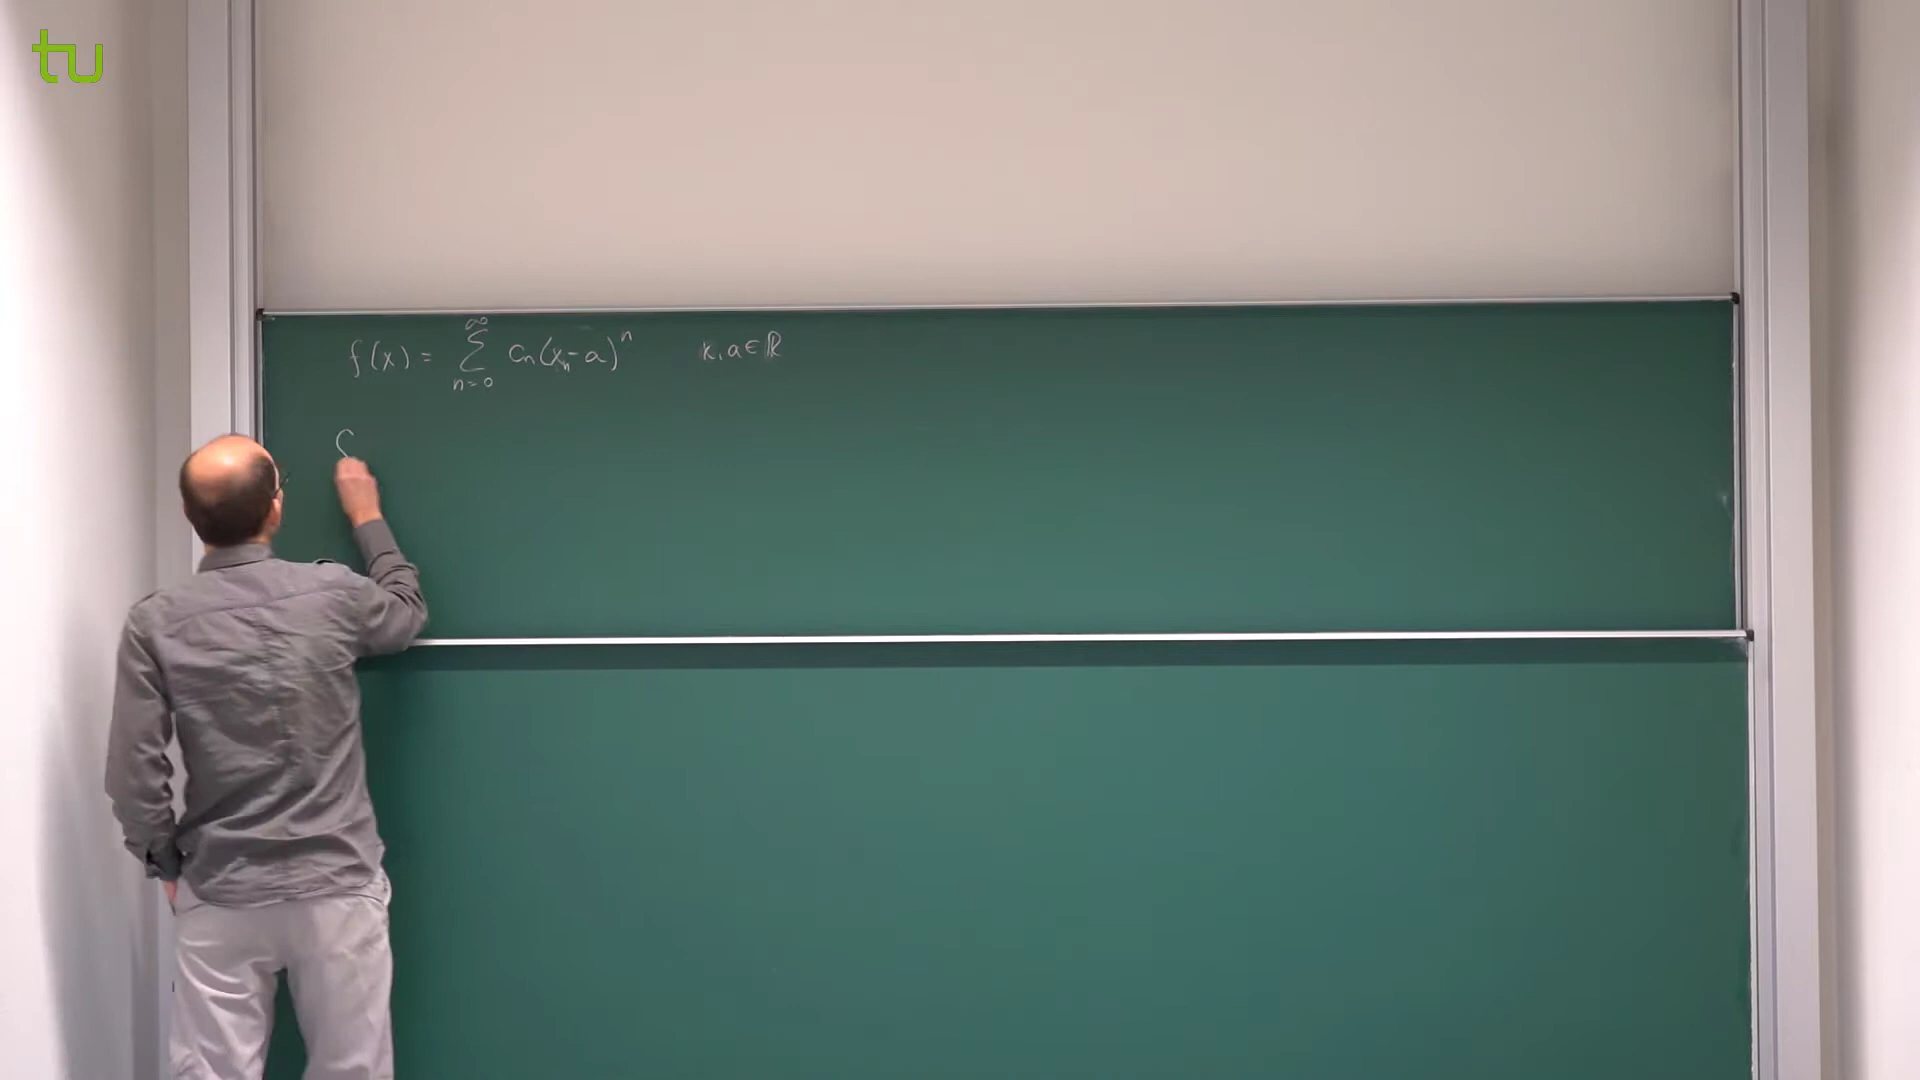 tu
f(x) = ∑_{n=0}^{∞} c_n(x_n-a)^n x, a ∈ ℝ